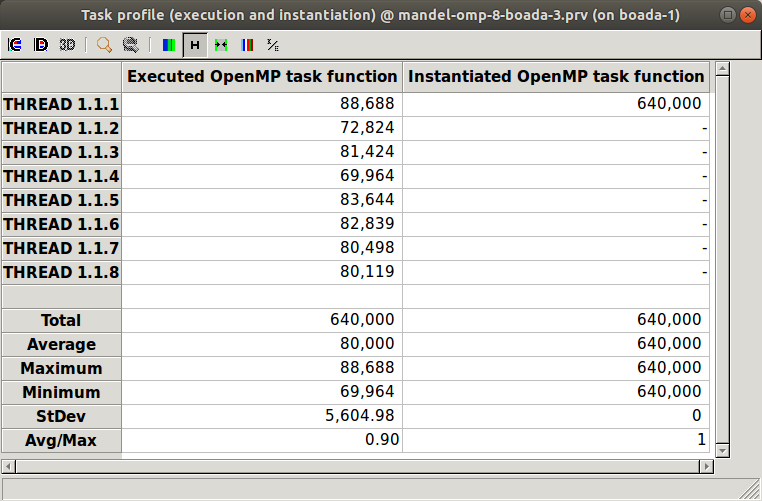 Task profile (execution and instantiation) @ mandel-omp-8-boada-3.prv (on boada-1)
3D
H
Executed OpenMP task function Instantiated OpenMP task function
THREAD 1.1.1 88,688 640,000
THREAD 1.1.2 72,824 -
THREAD 1.1.3 81,424 -
THREAD 1.1.4 69,964 -
THREAD 1.1.5 83,644 -
THREAD 1.1.6 82,839 -
THREAD 1.1.7 80,498 -
THREAD 1.1.8 80,119 -
Total 640,000 640,000
Average 80,000 640,000
Maximum 88,688 640,000
Minimum 69,964 640,000
StDev 5,604.98 0
Avg/Max 0.90 1